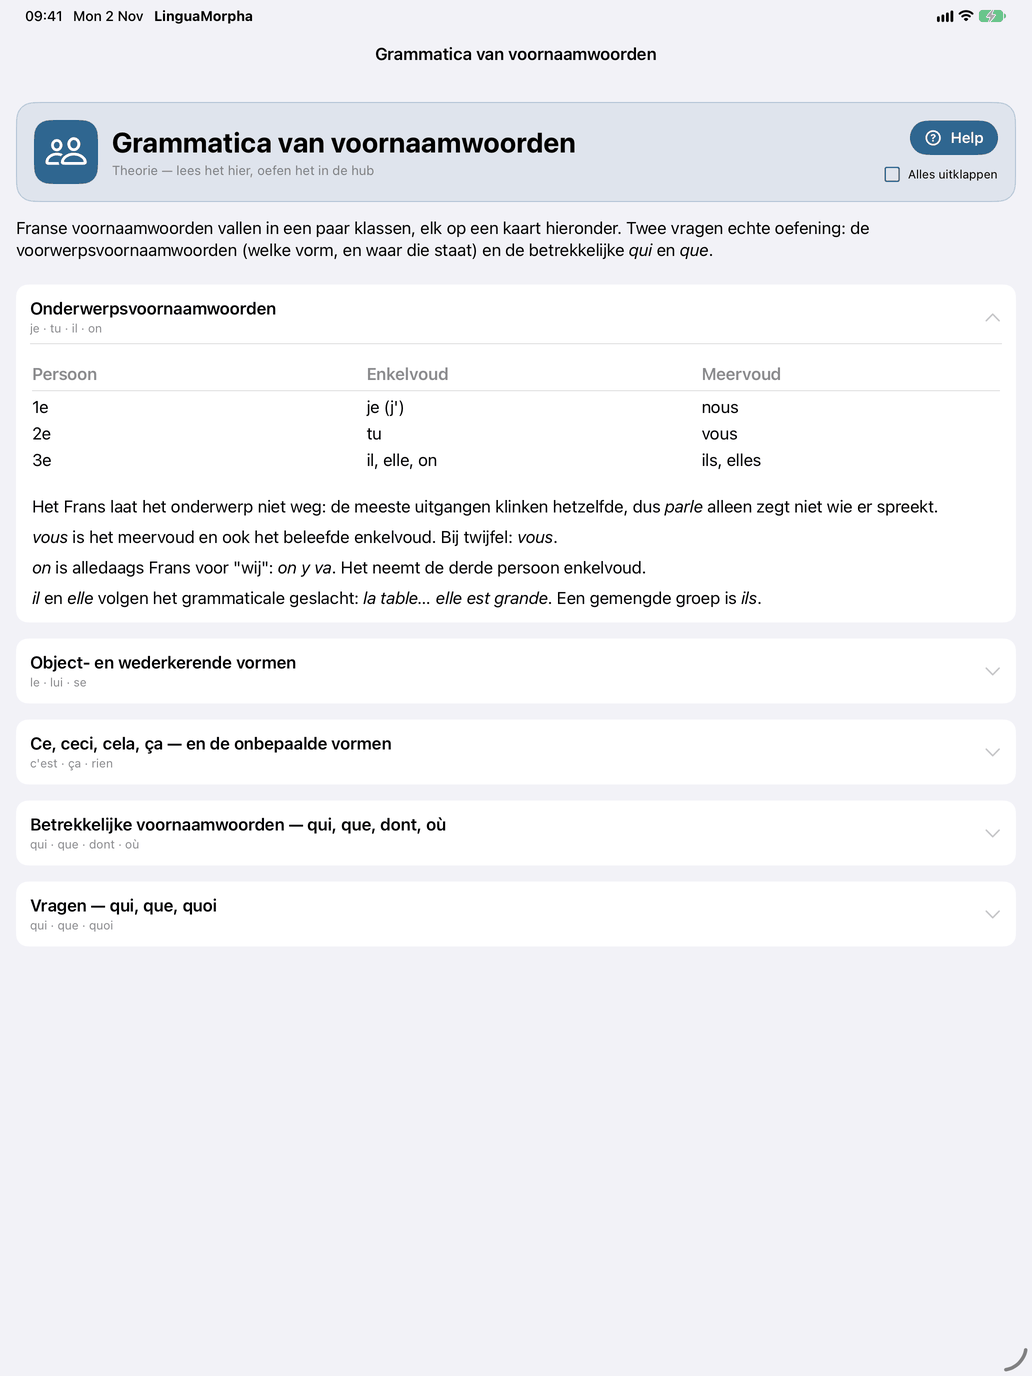 09:41 Mon 2 Nov LinguaMorpha
Grammatica van voornaamwoorden
Grammatica van voornaamwoorden
Theorie — lees het hier, oefen het in de hub
Help
Alles uitklappen
Franse voornaamwoorden vallen in een paar klassen, elk op een kaart hieronder. Twee vragen echte oefening: de
voorwerpsvoornaamwoorden (welke vorm, en waar die staat) en de betrekkelijke qui en que.
Onderwerpsvoornaamwoorden
je · tu · il · on
Persoon Enkelvoud Meervoud
1e je (j') nous
2e tu vous
3e il, elle, on ils, elles
Het Frans laat het onderwerp niet weg: de meeste uitgangen klinken hetzelfde, dus parle alleen zegt niet wie er spreekt.
vous is het meervoud en ook het beleefde enkelvoud. Bij twijfel: vous.
on is alledaags Frans voor "wij": on y va. Het neemt de derde persoon enkelvoud.
il en elle volgen het grammaticale geslacht: la table... elle est grande. Een gemengde groep is ils.
Object- en wederkerende vormen
le · lui · se
Ce, ceci, cela, ça — en de onbepaalde vormen
c'est · ça · rien
Betrekkelijke voornaamwoorden — qui, que, dont, où
qui · que · dont · où
Vragen — qui, que, quoi
qui · que · quoi